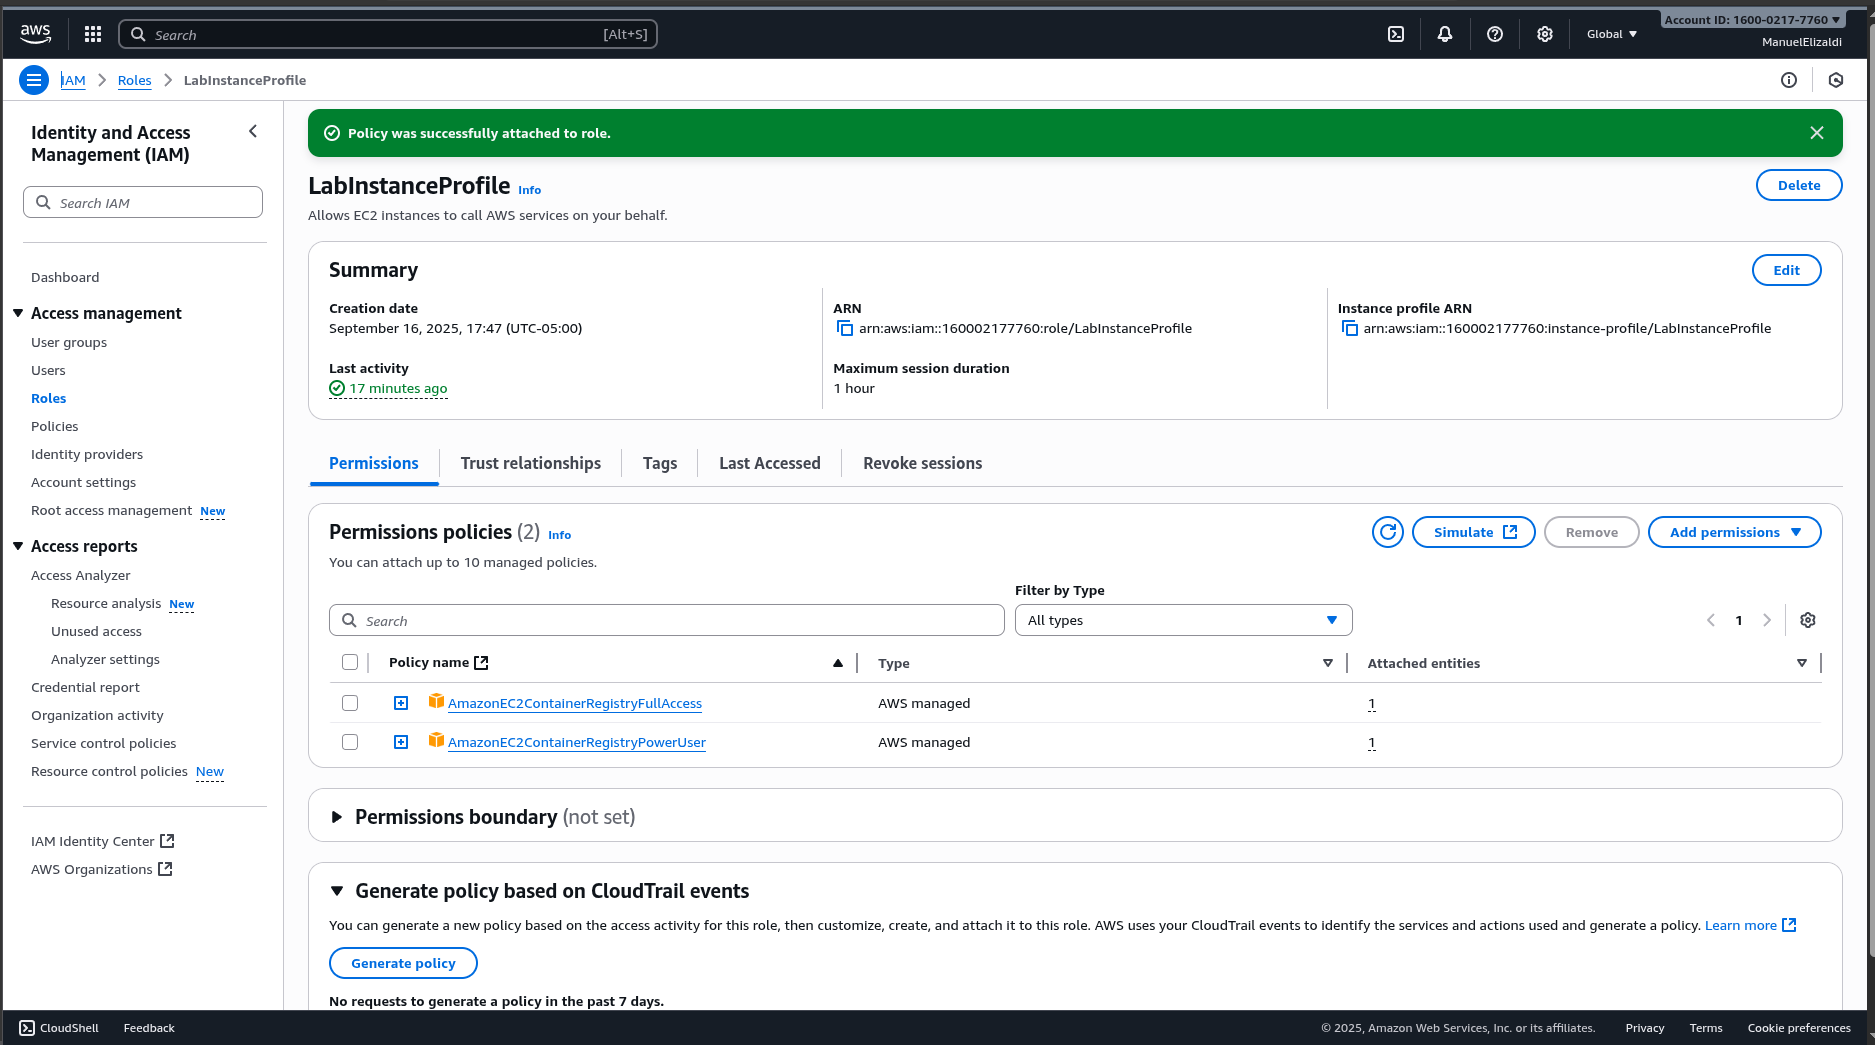 aws
Search
[Alt+S]
Global ▼
Account ID: 1600-0217-7760 ▼
ManuelElizaldi
IAM > Roles > LabInstanceProfile
Identity and Access
Management (IAM)
Search IAM
Dashboard
Access management
User groups
Users
Roles
Policies
Identity providers
Account settings
Root access management New
Access reports
Access Analyzer
Resource analysis New
Unused access
Analyzer settings
Credential report
Organization activity
Service control policies
Resource control policies New
IAM Identity Center
AWS Organizations
Policy was successfully attached to role.
LabInstanceProfile Info
Delete
Allows EC2 instances to call AWS services on your behalf.
Summary
Edit
Creation date
September 16, 2025, 17:47 (UTC-05:00)
Last activity
17 minutes ago
ARN
arn:aws:iam::160002177760:role/LabInstanceProfile
Maximum session duration
1 hour
Instance profile ARN
arn:aws:iam::160002177760:instance-profile/LabInstanceProfile
Permissions
Trust relationships
Tags
Last Accessed
Revoke sessions
Permissions policies (2) Info
Simulate
Remove
Add permissions
You can attach up to 10 managed policies.
Filter by Type
Search
All types
1
Policy name
Type
Attached entities
AmazonEC2ContainerRegistryFullAccess
AWS managed
1
AmazonEC2ContainerRegistryPowerUser
AWS managed
1
Permissions boundary (not set)
Generate policy based on CloudTrail events
You can generate a new policy based on the access activity for this role, then customize, create, and attach it to this role. AWS uses your CloudTrail events to identify the services and actions used and generate a policy. Learn more
Generate policy
No requests to generate a policy in the past 7 days.
CloudShell
Feedback
© 2025, Amazon Web Services, Inc. or its affiliates.
Privacy
Terms
Cookie preferences